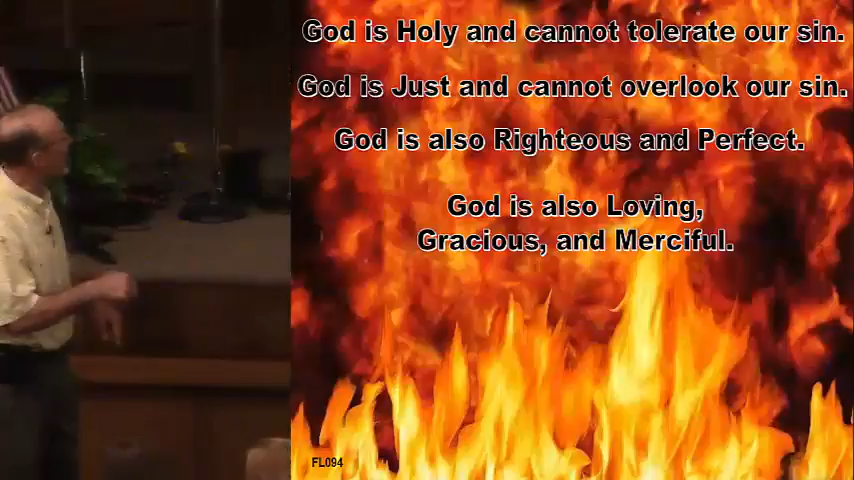 God is Holy and cannot tolerate our sin.
God is Just and cannot overlook our sin.
God is also Righteous and Perfect.
God is also Loving,
Gracious, and Merciful.
FL094